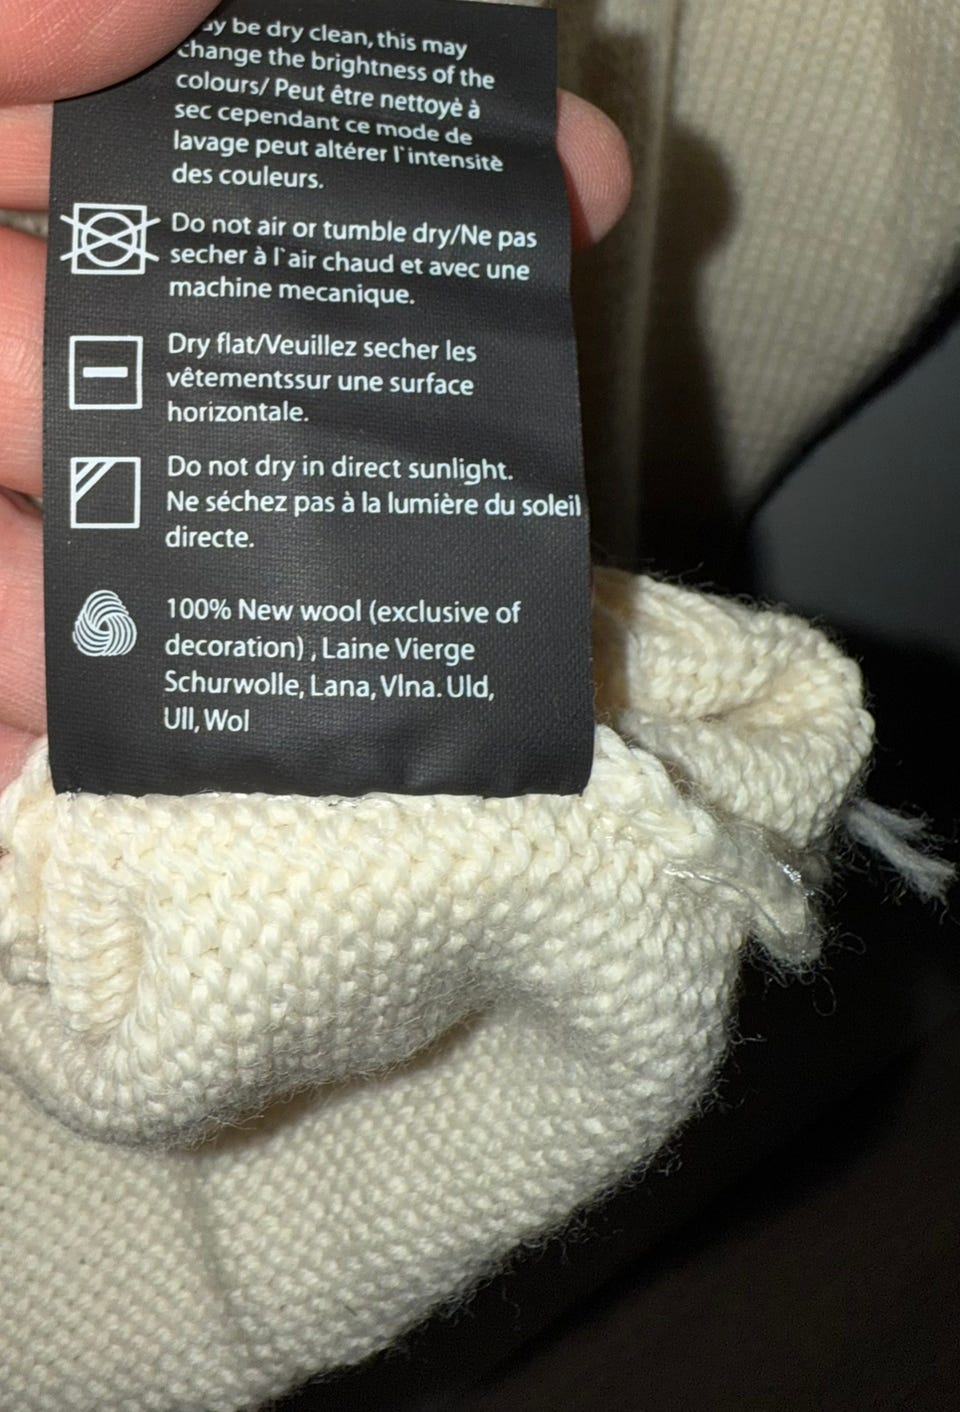 be dry clean, this may
change the brightness of the
colours/ Peut être nettoyè à
sec cependant ce mode de
lavage peut altérer l`intensitè
des couleurs.
Do not air or tumble dry/Ne pas
secher à l`air chaud et avec une
machine mecanique.
Dry flat/Veuillez secher les
vêtementssur une surface
horizontale.
Do not dry in direct sunlight.
Ne séchez pas à la lumière du soleil
directe.
100% New wool (exclusive of
decoration) , Laine Vierge
Schurwolle, Lana, Vlna. Uld,
Ull, Wol